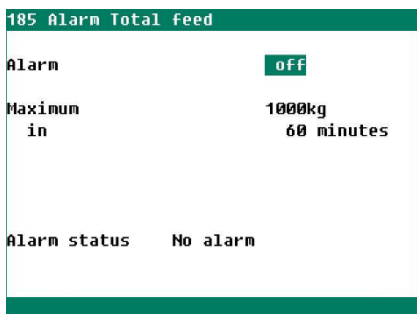 185 Alarm Total feed
Alarm off
Maximum 1000kg
in 60 minutes
Alarm status No alarm